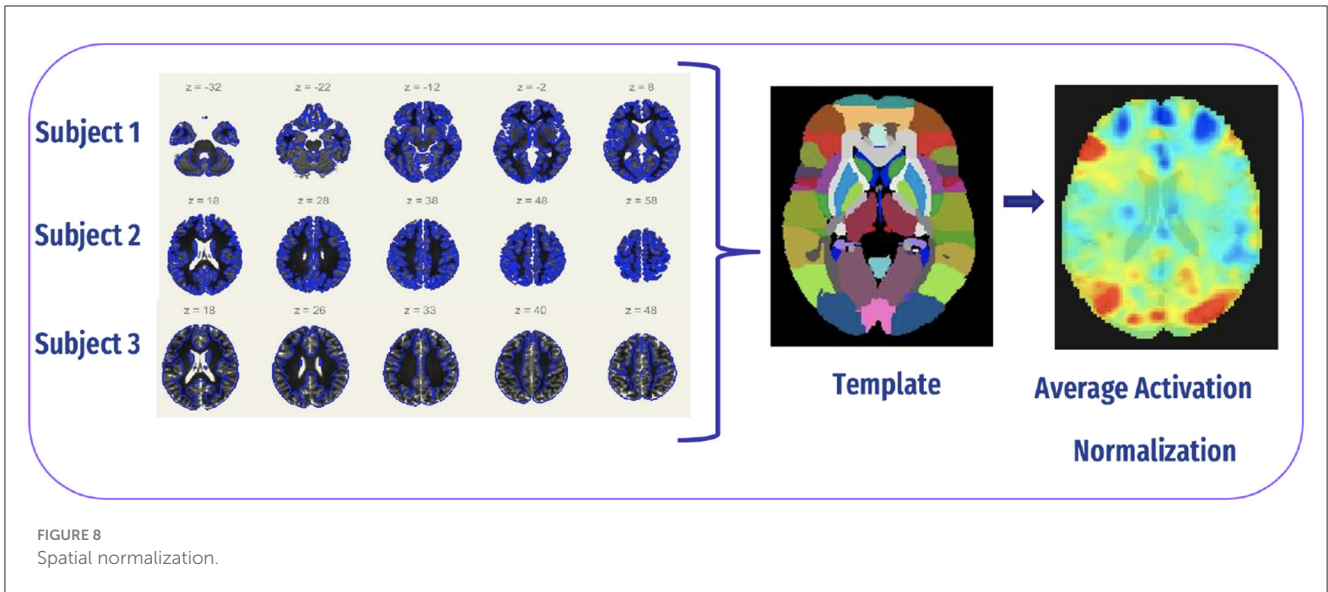 z = -32 z = -22 z = -12 z = -2 z = 8
Subject 1
z = 18 z = 28 z = 38 z = 48 z = 58
Subject 2
z = 18 z = 26 z = 33 z = 40 z = 48
Subject 3
Template
Average Activation
Normalization
FIGURE 8
Spatial normalization.